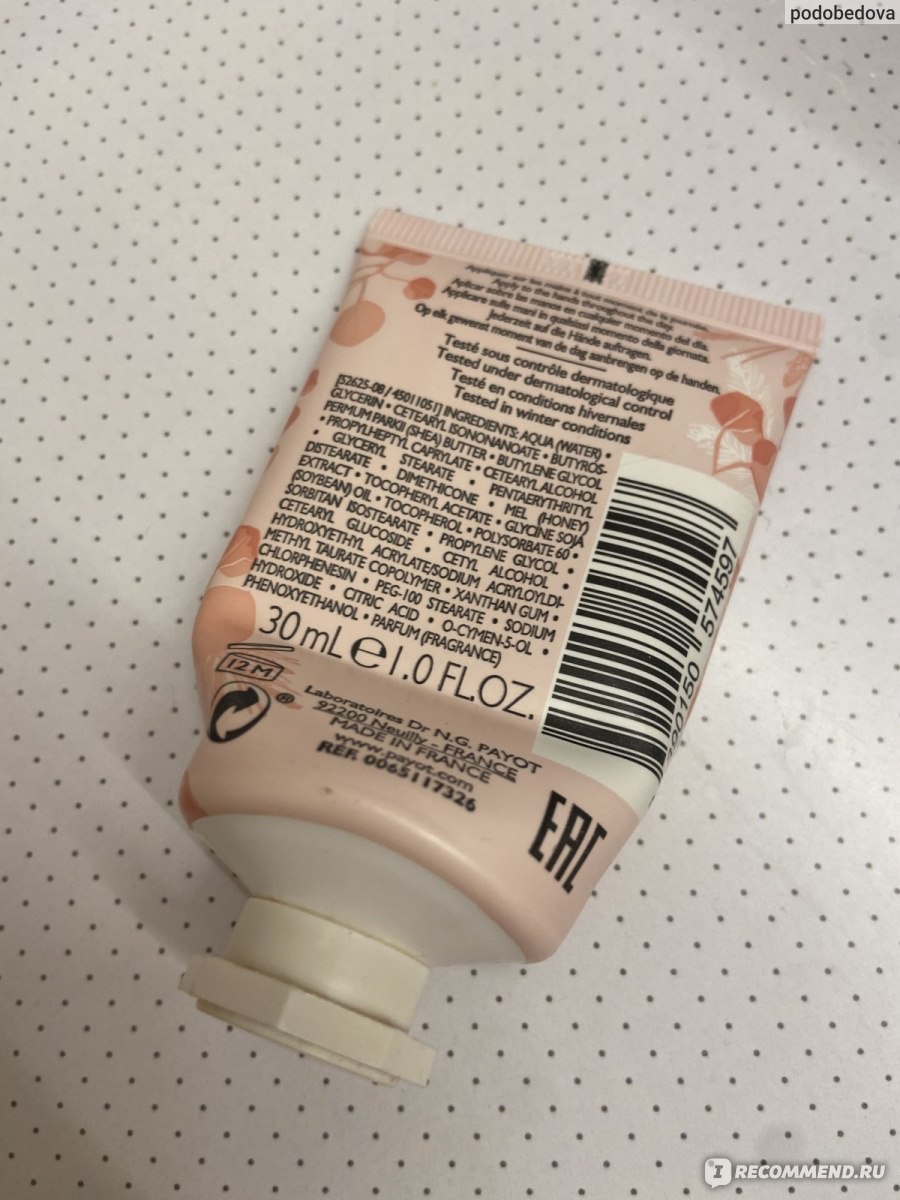 podobedova
Apply to the hands throughout the day.
Aplicar sobre las manos en cualquier momento del día.
Applicare sulle mani in qualsiasi momento della giornata.
Jederzeit auf die Hände auftragen.
Op elk gewenst moment van de dag aanbrengen op de handen.
Testé sous contrôle dermatologique
Tested under dermatological control
Testé en conditions hivernales
Tested in winter conditions
[52625-08 / 4501105] INGREDIENTS: AQUA (WATER) •
GLYCERIN • CETEARYL ISONONANOATE • BUTYROS-
PERMUM PARKII (SHEA) BUTTER • BUTYLENE GLYCOL
• PROPYLHEPTYL CAPRYLATE • CETEARYL ALCOHOL
• GLYCERYL STEARATE • PENTAERYTHRITYL
DISTEARATE • DIMETHICONE • MEL (HONEY)
EXTRACT • TOCOPHERYL ACETATE • GLYCINE SOJA
(SOYBEAN) OIL • TOCOPHEROL • POLYSORBATE 60 •
SORBITAN ISOSTEARATE • PROPYLENE GLYCOL •
CETEARYL GLUCOSIDE • CETYL ALCOHOL •
HYDROXYETHYL ACRYLATE/SODIUM ACRYLOYLDI-
METHYL TAURATE COPOLYMER • XANTHAN GUM •
CHLORPHENESIN • PEG-100 STEARATE • SODIUM
HYDROXIDE • CITRIC ACID • O-CYMEN-5-OL •
PHENOXYETHANOL • PARFUM (FRAGRANCE)
30 mL e 1.0 FL.OZ.
12 M
®
Laboratoires Dr N.G. PAYOT
92200 Neuilly - FRANCE
MADE IN FRANCE
www.payot.com
RÉF. 0065117326
574597
EAC
IRECOMMEND.RU